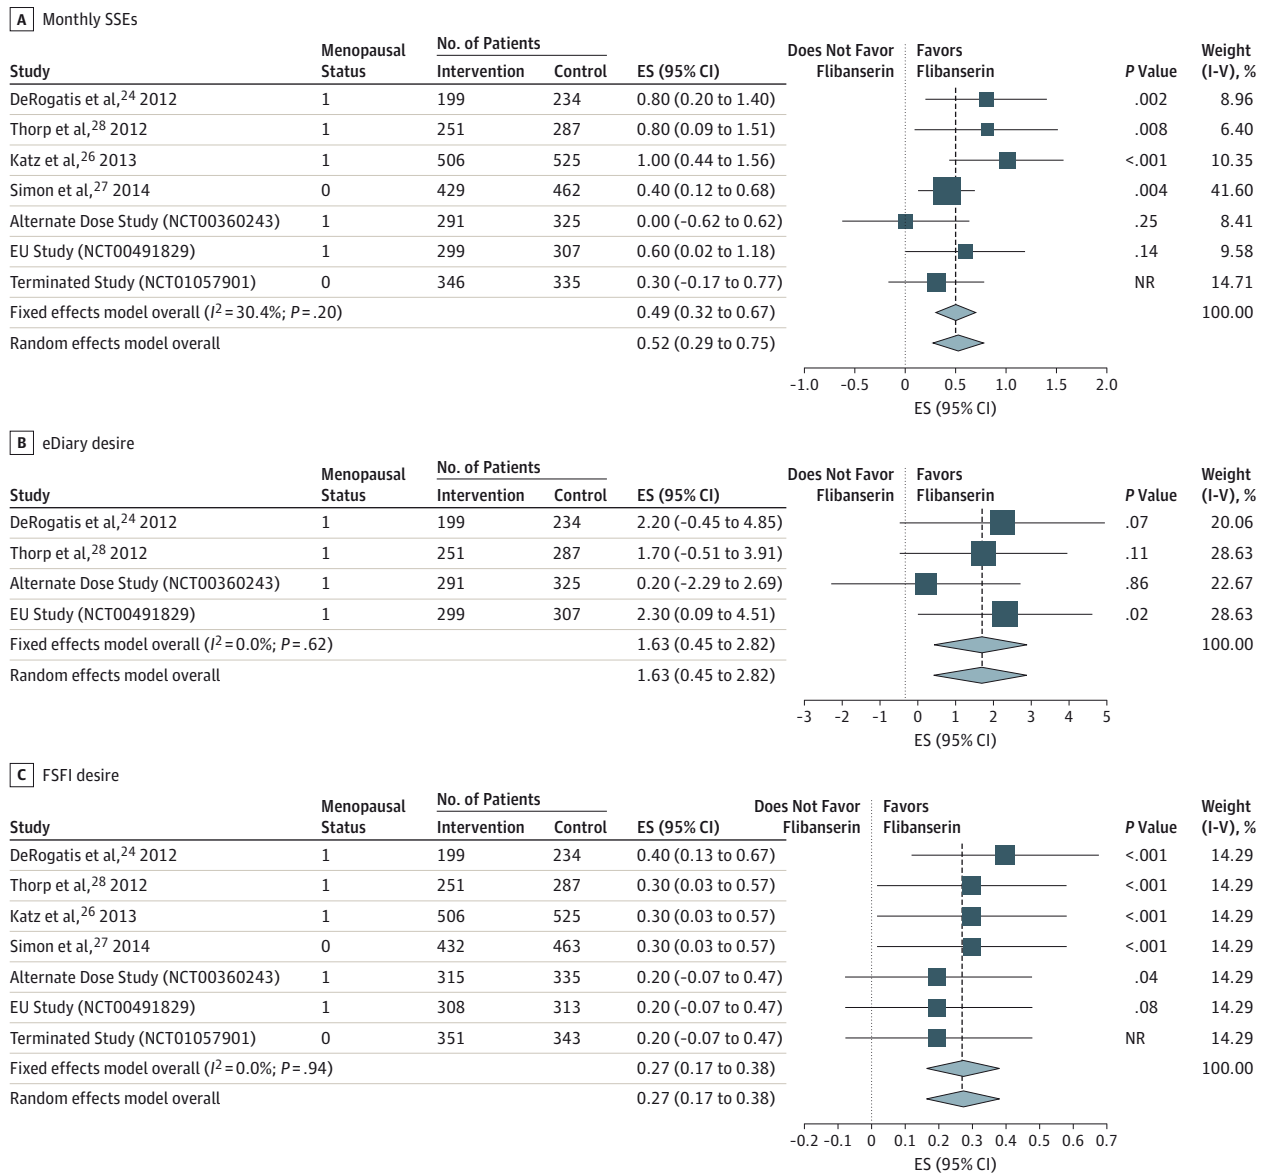 A Monthly SSEs
Study Menopausal Status No. of Patients Intervention Control ES (95% CI) Does Not Favor Flibanserin Favors Flibanserin P Value Weight (I-V), %
DeRogatis et al,24 2012 1 199 234 0.80 (0.20 to 1.40) .002 8.96
Thorp et al,28 2012 1 251 287 0.80 (0.09 to 1.51) .008 6.40
Katz et al,26 2013 1 506 525 1.00 (0.44 to 1.56) <.001 10.35
Simon et al,27 2014 0 429 462 0.40 (0.12 to 0.68) .004 41.60
Alternate Dose Study (NCT00360243) 1 291 325 0.00 (-0.62 to 0.62) .25 8.41
EU Study (NCT00491829) 1 299 307 0.60 (0.02 to 1.18) .14 9.58
Terminated Study (NCT01057901) 0 346 335 0.30 (-0.17 to 0.77) NR 14.71
Fixed effects model overall (I2 = 30.4%; P = .20) 0.49 (0.32 to 0.67) 100.00
Random effects model overall 0.52 (0.29 to 0.75)
-1.0 -0.5 0 0.5 1.0 1.5 2.0
ES (95% CI)
B eDiary desire
Study Menopausal Status No. of Patients Intervention Control ES (95% CI) Does Not Favor Flibanserin Favors Flibanserin P Value Weight (I-V), %
DeRogatis et al,24 2012 1 199 234 2.20 (-0.45 to 4.85) .07 20.06
Thorp et al,28 2012 1 251 287 1.70 (-0.51 to 3.91) .11 28.63
Alternate Dose Study (NCT00360243) 1 291 325 0.20 (-2.29 to 2.69) .86 22.67
EU Study (NCT00491829) 1 299 307 2.30 (0.09 to 4.51) .02 28.63
Fixed effects model overall (I2 = 0.0%; P = .62) 1.63 (0.45 to 2.82) 100.00
Random effects model overall 1.63 (0.45 to 2.82)
-3 -2 -1 0 1 2 3 4 5
ES (95% CI)
C FSFI desire
Study Menopausal Status No. of Patients Intervention Control ES (95% CI) Does Not Favor Flibanserin Favors Flibanserin P Value Weight (I-V), %
DeRogatis et al,24 2012 1 199 234 0.40 (0.13 to 0.67) <.001 14.29
Thorp et al,28 2012 1 251 287 0.30 (0.03 to 0.57) <.001 14.29
Katz et al,26 2013 1 506 525 0.30 (0.03 to 0.57) <.001 14.29
Simon et al,27 2014 0 432 463 0.30 (0.03 to 0.57) <.001 14.29
Alternate Dose Study (NCT00360243) 1 315 335 0.20 (-0.07 to 0.47) .04 14.29
EU Study (NCT00491829) 1 308 313 0.20 (-0.07 to 0.47) .08 14.29
Terminated Study (NCT01057901) 0 351 343 0.20 (-0.07 to 0.47) NR 14.29
Fixed effects model overall (I2 = 0.0%; P = .94) 0.27 (0.17 to 0.38) 100.00
Random effects model overall 0.27 (0.17 to 0.38)
-0.2 -0.1 0 0.1 0.2 0.3 0.4 0.5 0.6 0.7
ES (95% CI)